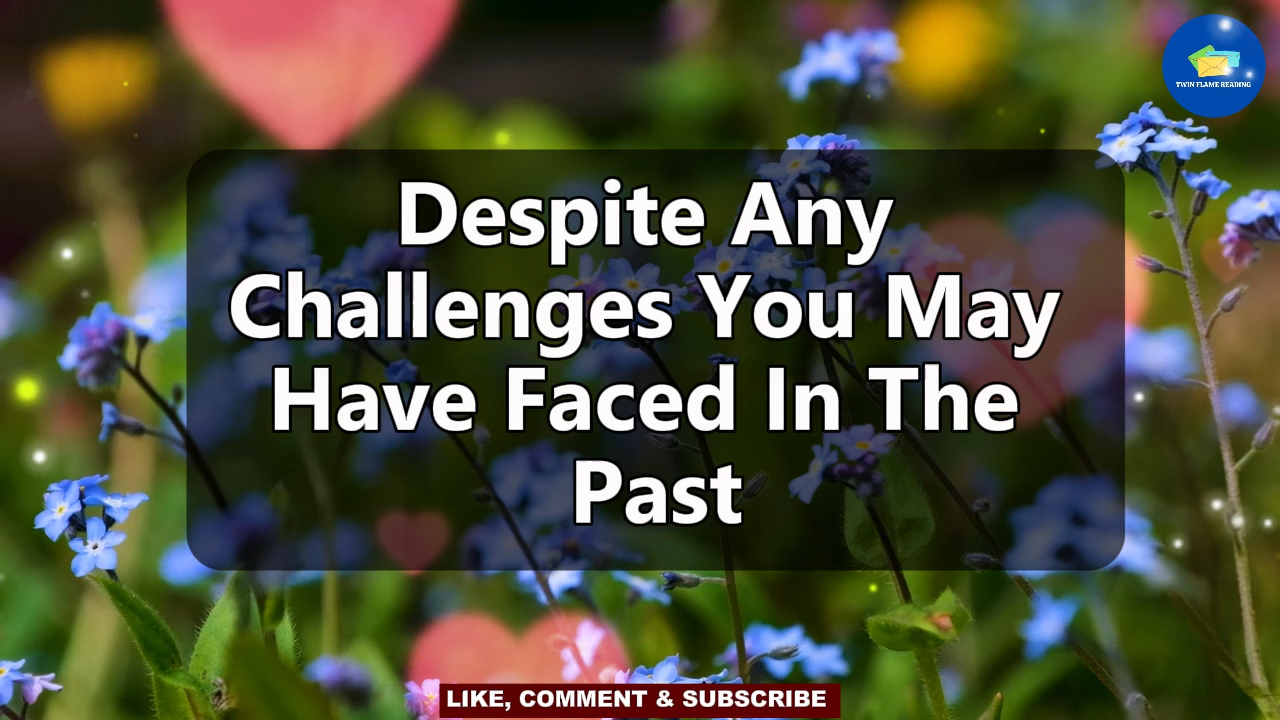 TWIN FLAME READING
Despite Any
Challenges You May
Have Faced In The
Past
LIKE, COMMENT & SUBSCRIBE